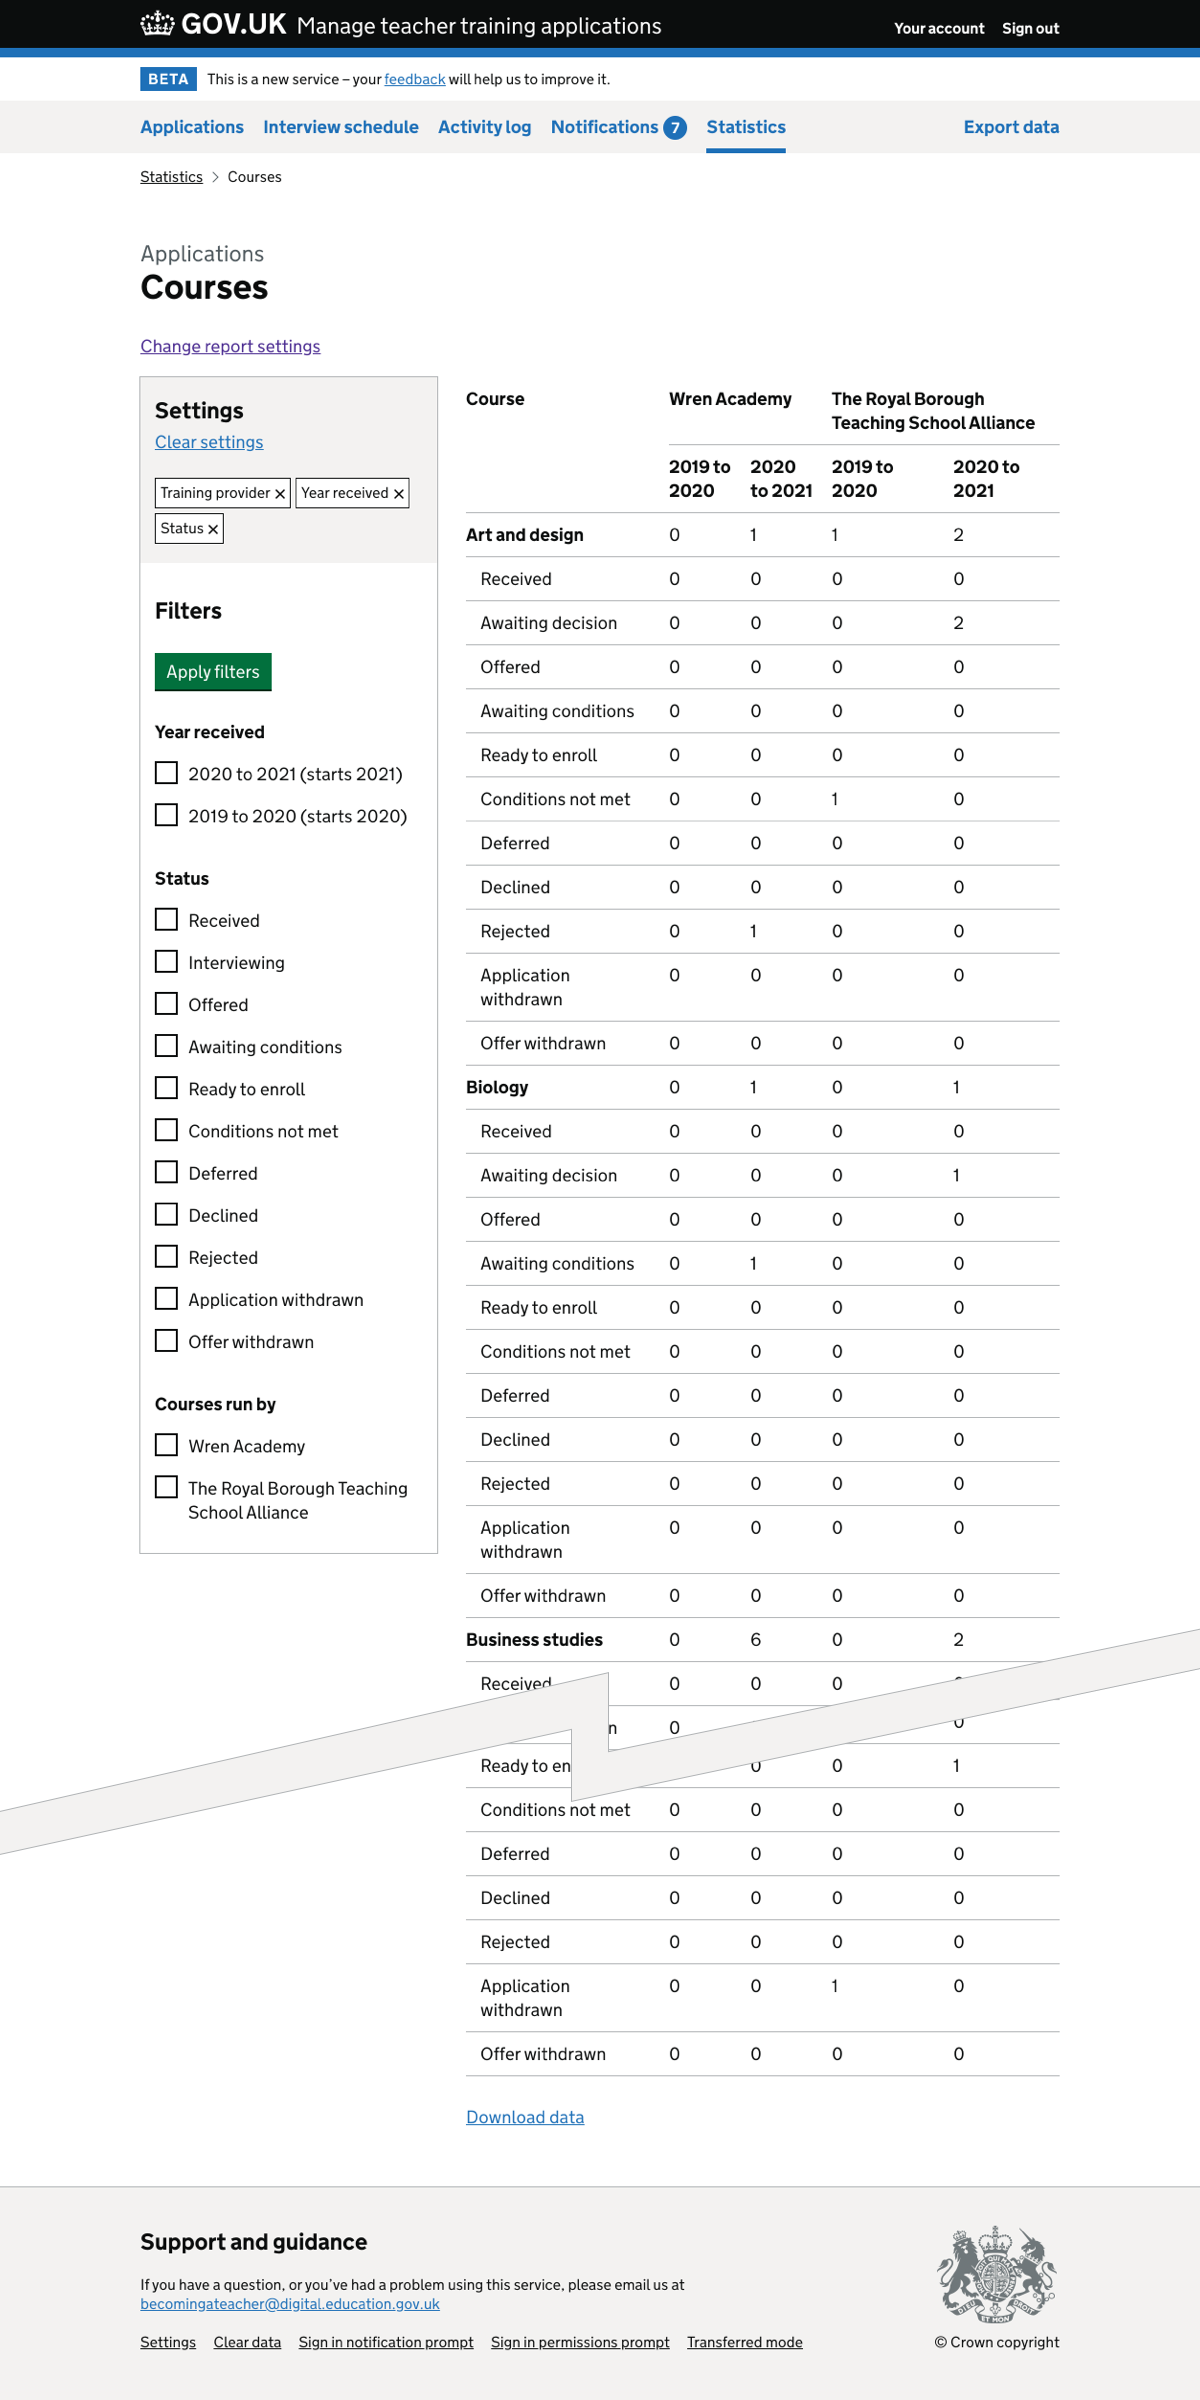 GOV.UK Manage teacher training applications Your account Sign out
BETA This is a new service – your feedback will help us to improve it.
Applications Interview schedule Activity log Notifications 7 Statistics Export data
Statistics > Courses
Applications
Courses
Change report settings
Settings
Clear settings
Training provider ✕ Year received ✕
Status ✕
Filters
Apply filters
Year received
2020 to 2021 (starts 2021)
2019 to 2020 (starts 2020)
Status
Received
Interviewing
Offered
Awaiting conditions
Ready to enroll
Conditions not met
Deferred
Declined
Rejected
Application withdrawn
Offer withdrawn
Courses run by
Wren Academy
The Royal Borough Teaching
School Alliance
Course Wren Academy The Royal Borough
Teaching School Alliance
2019 to 2020 2019 to 2020 to
2020 to 2021 2020 2021
Art and design 0 1 1 2
Received 0 0 0 0
Awaiting decision 0 0 0 2
Offered 0 0 0 0
Awaiting conditions 0 0 0 0
Ready to enroll 0 0 0 0
Conditions not met 0 0 1 0
Deferred 0 0 0 0
Declined 0 0 0 0
Rejected 0 1 0 0
Application 0 0 0 0
withdrawn
Offer withdrawn 0 0 0 0
Biology 0 1 0 1
Received 0 0 0 0
Awaiting decision 0 0 0 1
Offered 0 0 0 0
Awaiting conditions 0 1 0 0
Ready to enroll 0 0 0 0
Conditions not met 0 0 0 0
Deferred 0 0 0 0
Declined 0 0 0 0
Rejected 0 0 0 0
Application 0 0 0 0
withdrawn
Offer withdrawn 0 0 0 0
Business studies 0 6 0 2
Received 0 0 0
n 0 0
Ready to en 0 0 1
Conditions not met 0 0 0 0
Deferred 0 0 0 0
Declined 0 0 0 0
Rejected 0 0 0 0
Application 0 0 1 0
withdrawn
Offer withdrawn 0 0 0 0
Download data
Support and guidance
If you have a question, or you’ve had a problem using this service, please email us at
becomingateacher@digital.education.gov.uk
Settings Clear data Sign in notification prompt Sign in permissions prompt Transferred mode
© Crown copyright